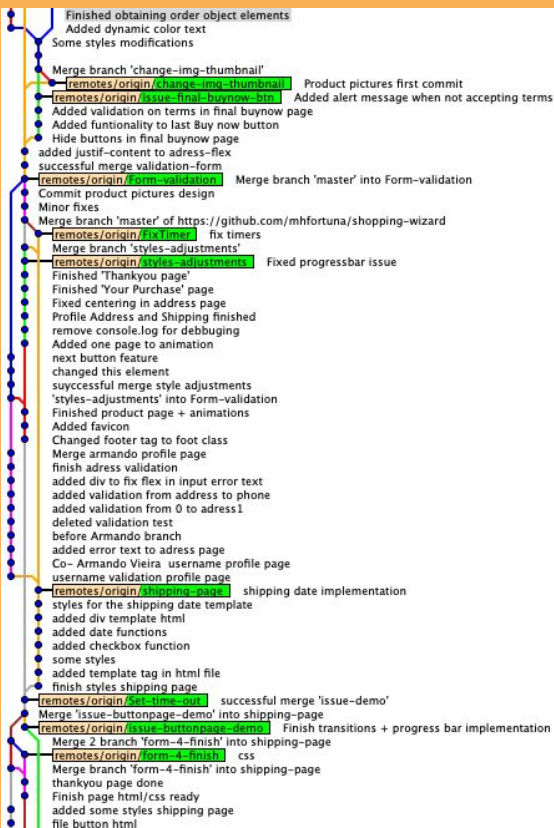 Finished obtaining order object elements
Added dynamic color text
Some styles modifications
Merge branch 'change-img-thumbnail'
remotes/origin/change-img-thumbnail Product pictures first commit
remotes/origin/issue-final-buynow-btn Added alert message when not accepting terms
Added validation on terms in final buynow page
Added funtionality to last Buy now button
Hide buttons in final buynow page
added justif-content to adress-flex
successful merge validation-form
remotes/origin/Form-validation Merge branch 'master' into Form-validation
Commit product pictures design
Minor fixes
Merge branch 'master' of https://github.com/mhfortuna/shopping-wizard
remotes/origin/FixTimer fix timers
Merge branch 'styles-adjustments'
remotes/origin/styles-adjustments Fixed progressbar issue
Finished 'Thankyou page'
Finished 'Your Purchase' page
Fixed centering in address page
Profile Address and Shipping finished
remove console.log for debbuging
Added one page to animation
next button feature
changed this element
suyccessful merge style adjustments
'styles-adjustments' into Form-validation
Finished product page + animations
Added favicon
Changed footer tag to foot class
Merge armando profile page
finish adress validation
added div to fix flex in input error text
added validation from address to phone
added validation from 0 to adress1
deleted validation test
before Armando branch
added error text to adress page
Co- Armando Vieira username profile page
username validation profile page
remotes/origin/shipping-page shipping date implementation
styles for the shipping date template
added div template html
added date functions
added checkbox function
some styles
added template tag in html file
finish styles shipping page
remotes/origin/Set-time-out successful merge 'issue-demo'
Merge 'issue-buttonpage-demo' into shipping-page
remotes/origin/issue-buttonpage-demo Finish transitions + progress bar implementation
Merge 2 branch 'form-4-finish' into shipping-page
remotes/origin/form-4-finish css
Merge branch 'form-4-finish' into shipping-page
thankyou page done
Finish page html/css ready
added some styles shipping page
file button html